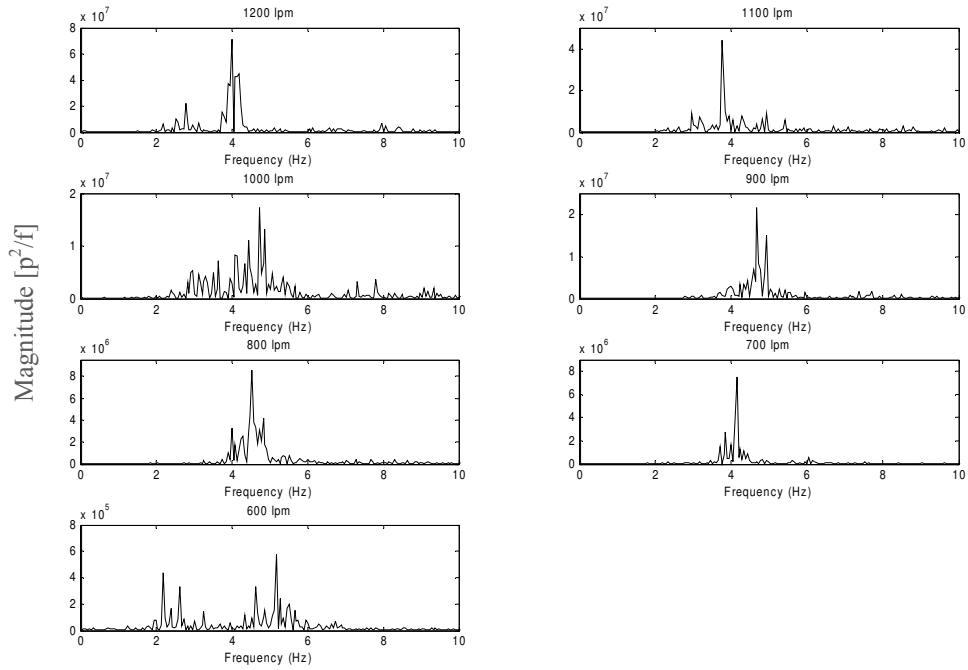 Magnitude [p²/f]
x 10⁷
1200 lpm
8
6
4
2
0
0 2 4 6 8 10
Frequency (Hz)
x 10⁷
1100 lpm
4
2
0
0 2 4 6 8 10
Frequency (Hz)
x 10⁷
1000 lpm
2
1
0
0 2 4 6 8 10
Frequency (Hz)
x 10⁷
900 lpm
2
1
0
0 2 4 6 8 10
Frequency (Hz)
x 10⁶
800 lpm
8
6
4
2
0
0 2 4 6 8 10
Frequency (Hz)
x 10⁶
700 lpm
8
6
4
2
0
0 2 4 6 8 10
Frequency (Hz)
x 10⁵
600 lpm
8
6
4
2
0
0 2 4 6 8 10
Frequency (Hz)